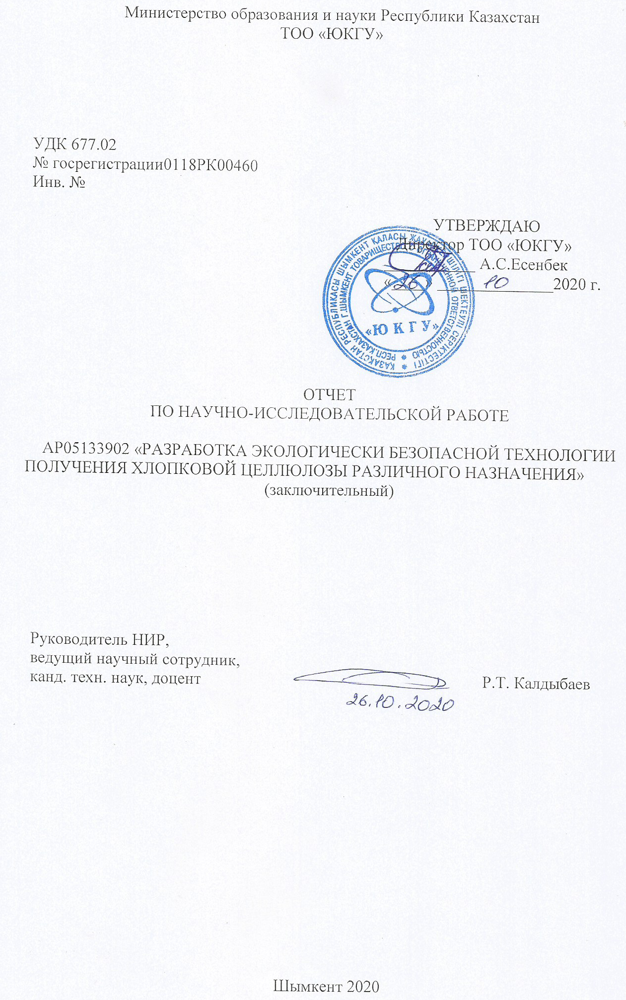 Министерство образования и науки Республики Казахстан
ТОО «ЮКГУ»
УДК 677.02
№ госрегистрации0118РК00460
Инв. №
УТВЕРЖДАЮ
Директор ТОО «ЮКГУ»
А.С.Есенбек
«26» 10 2020 г.
ҚАЗАҚСТАН РЕСПУБЛИКАСЫ ШЫМКЕНТ ҚАЛАСЫ ЖАУАПКЕРШІЛІГІ ШЕКТЕУЛІ СЕРІКТЕСТІГІ
РЕСП.КАЗАХСТАН Г.ШЫМКЕНТ ТОВАРИЩЕСТВО С ОГРАНИЧЕННОЙ ОТВЕТСТВЕННОСТЬЮ
«ЮКГУ»
ОТЧЕТ
ПО НАУЧНО-ИССЛЕДОВАТЕЛЬСКОЙ РАБОТЕ
АР05133902 «РАЗРАБОТКА ЭКОЛОГИЧЕСКИ БЕЗОПАСНОЙ ТЕХНОЛОГИИ
ПОЛУЧЕНИЯ ХЛОПКОВОЙ ЦЕЛЛЮЛОЗЫ РАЗЛИЧНОГО НАЗНАЧЕНИЯ»
(заключительный)
Руководитель НИР,
ведущий научный сотрудник,
канд. техн. наук, доцент
Р.Т. Калдыбаев
26.10.2020
Шымкент 2020